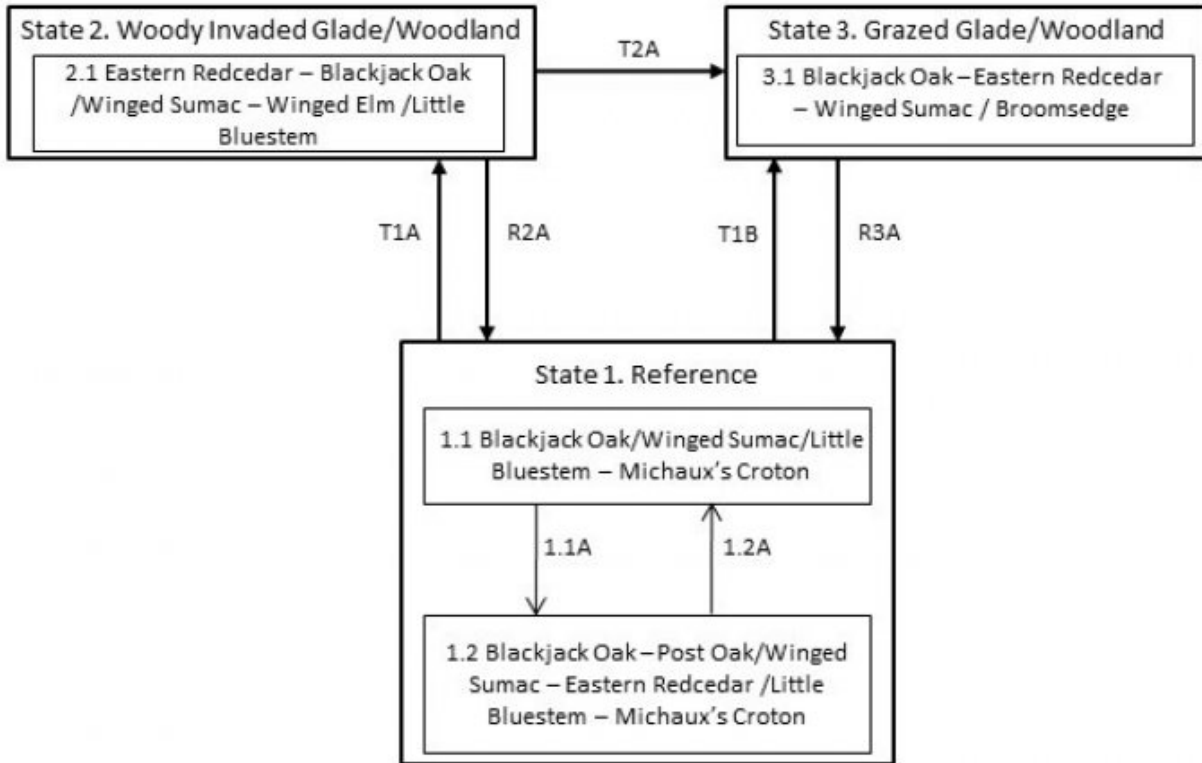 State 2. Woody Invaded Glade/Woodland
2.1 Eastern Redcedar – Blackjack Oak
/Winged Sumac – Winged Elm /Little
Bluestem
T2A
State 3. Grazed Glade/Woodland
3.1 Blackjack Oak – Eastern Redcedar
– Winged Sumac / Broomsedge
T1A
R2A
T1B
R3A
State 1. Reference
1.1 Blackjack Oak/Winged Sumac/Little
Bluestem – Michaux's Croton
1.1A
1.2A
1.2 Blackjack Oak – Post Oak/Winged
Sumac – Eastern Redcedar /Little
Bluestem – Michaux's Croton